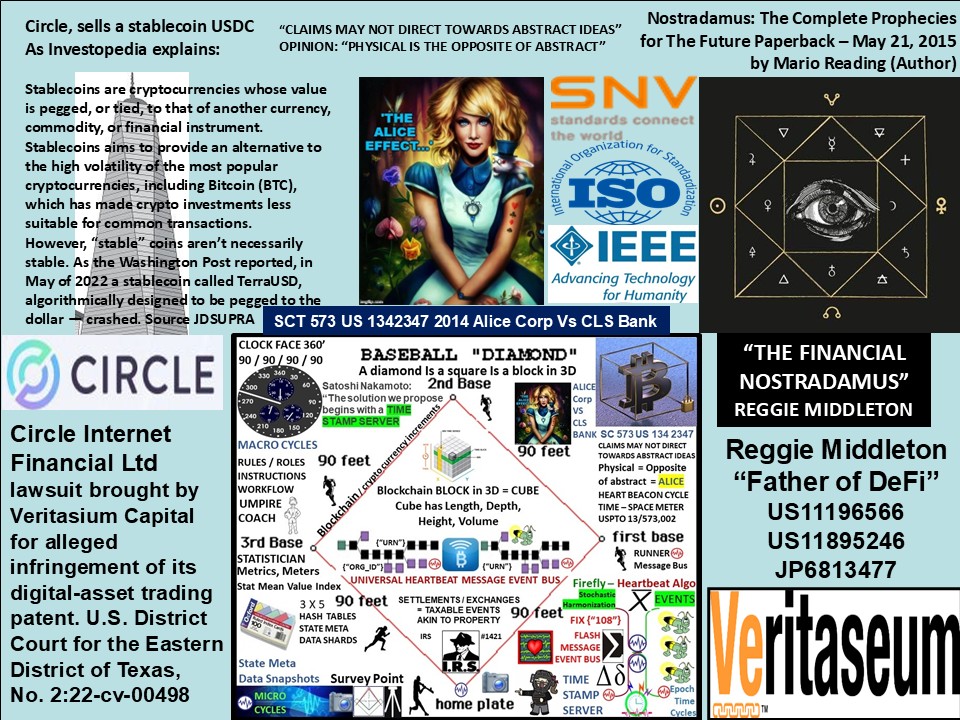 Circle, sells a stablecoin USDC
As Investopedia explains:
“CLAIMS MAY NOT DIRECT TOWARDS ABSTRACT IDEAS”
OPINION: “PHYSICAL IS THE OPPOSITE OF ABSTRACT”
Nostradamus: The Complete Prophecies
for The Future Paperback – May 21, 2015
by Mario Reading (Author)
Stablecoins are cryptocurrencies whose value
is pegged, or tied, to that of another currency,
commodity, or financial instrument.
Stablecoins aims to provide an alternative to
the high volatility of the most popular
cryptocurrencies, including Bitcoin (BTC),
which has made crypto investments less
suitable for common transactions.
However, “stable” coins aren’t necessarily
stable. As the Washington Post reported, in
May of 2022 a stablecoin called TerraUSD,
algorithmically designed to be pegged to the
dollar — crashed. Source JDSUPRA
'THE
ALICE
EFFECT...'
imgflip.com
SNV
standards connect
the world
International Organization for Standardization
ISO
IEEE
Advancing Technology
for Humanity
SCT 573 US 1342347 2014 Alice Corp Vs CLS Bank
CIRCLE
Circle Internet
Financial Ltd
lawsuit brought by
Veritasium Capital
for alleged
infringement of its
digital-asset trading
patent. U.S. District
Court for the Eastern
District of Texas,
No. 2:22-cv-00498
CLOCK FACE 360’
90 / 90 / 90 / 90
BASEBALL "DIAMOND"
A diamond Is a square Is a block in 3D
2nd Base
Satoshi Nakamoto:
“The solution we propose
begins with a TIME
STAMP SERVER
ALICE
Corp
VS
CLS
BANK
SC 573 US 134 2347
CLAIMS MAY NOT DIRECT
TOWARDS ABSTRACT IDEAS
Physical = Opposite
of abstract = ALICE
HEART BEACON CYCLE
TIME – SPACE METER
USPTO 13/573,002
MACRO CYCLES
RULES / ROLES
INSTRUCTIONS
WORKFLOW
UMPIRE
COACH
90 feet
90 feet
Blockchain / crypto currency increments
Blockchain BLOCK in 3D = CUBE
Cube has Length, Depth,
Height, Volume
3rd Base
STATISTICIAN
Metrics, Meters
Stat Mean Value Index
first base
RUNNER
Message Bus
{“URN”}
{“ORG_ID”}
{“URN”}
UNIVERSAL HEARTBEAT MESSAGE EVENT BUS
Firefly – Heartbeat Algo
Stochastic
Harmonization
EVENTS
3 X 5
HASH TABLES
STATE META
DATA SHARDS
90 feet
SETTLEMENTS / EXCHANGES
= TAXABLE EVENTS
AKIN TO PROPERTY
90 feet
IRS
#1421
I.R.S.
FIX {“108”}
FLASH
MESSAGE
EVENT BUS
State Meta
Data Snapshots
Survey Point
MICRO
CYCLES
home plate
TIME
STAMP
SERVER
Epoch
Time
Cycles
“THE FINANCIAL
NOSTRADAMUS”
REGGIE MIDDLETON
Reggie Middleton
“Father of DeFi”
US11196566
US11895246
JP6813477
Veritaseum
TM